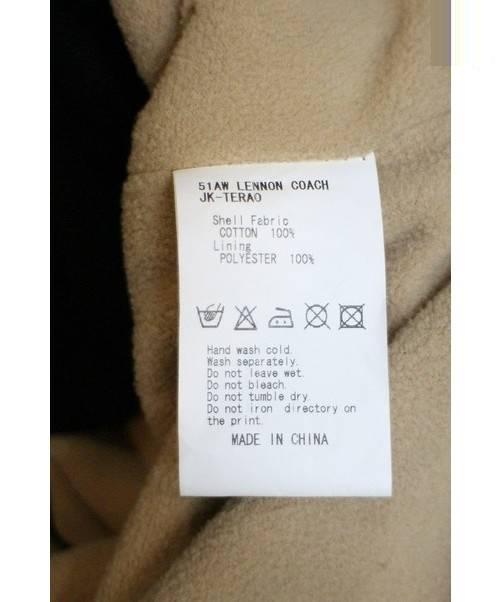 51AW LENNON COACH
JK-TERAO
Shell Fabric
COTTON 100%
Lining
POLYESTER 100%
Hand wash cold.
Wash separately.
Do not leave wet.
Do not bleach.
Do not tumble dry.
Do not iron directory on
the print.
MADE IN CHINA